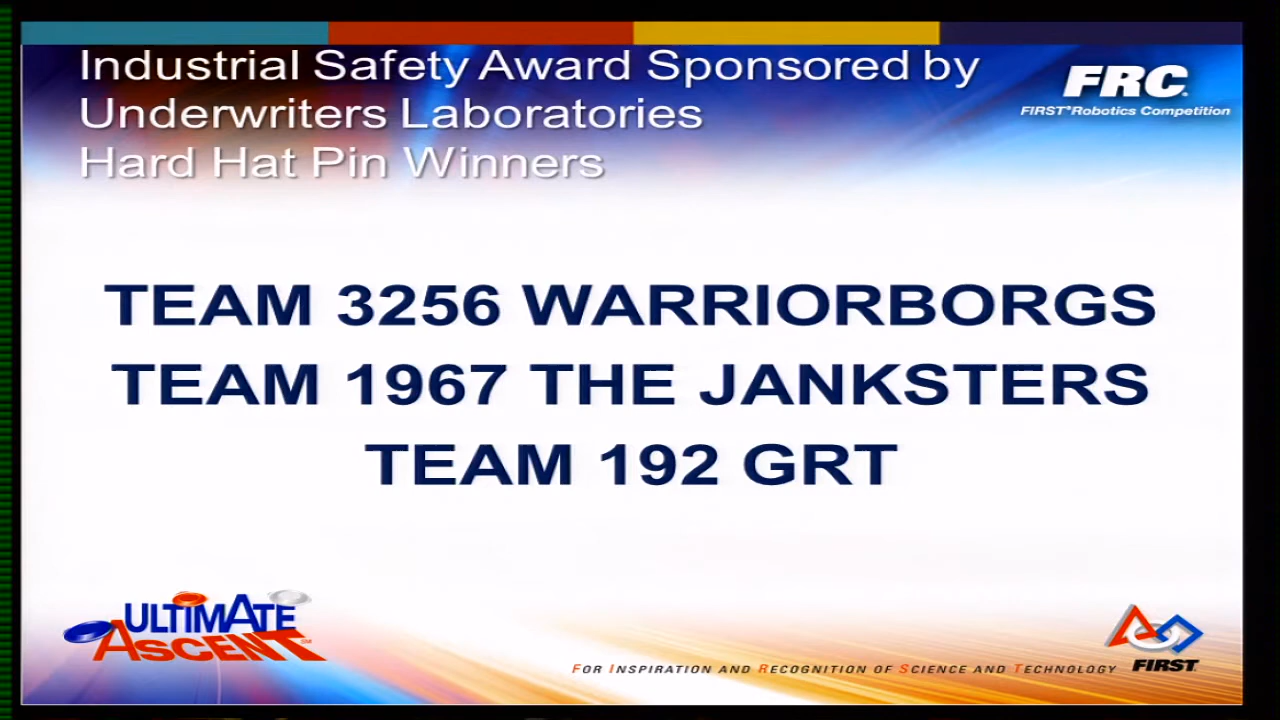 Industrial Safety Award Sponsored by
Underwriters Laboratories
Hard Hat Pin Winners
FRC
FIRST® Robotics Competition
TEAM 3256 WARRIORBORGS
TEAM 1967 THE JANKSTERS
TEAM 192 GRT
ULTIMATE
ASCENT
FOR INSPIRATION AND RECOGNITION OF SCIENCE AND TECHNOLOGY
FIRST